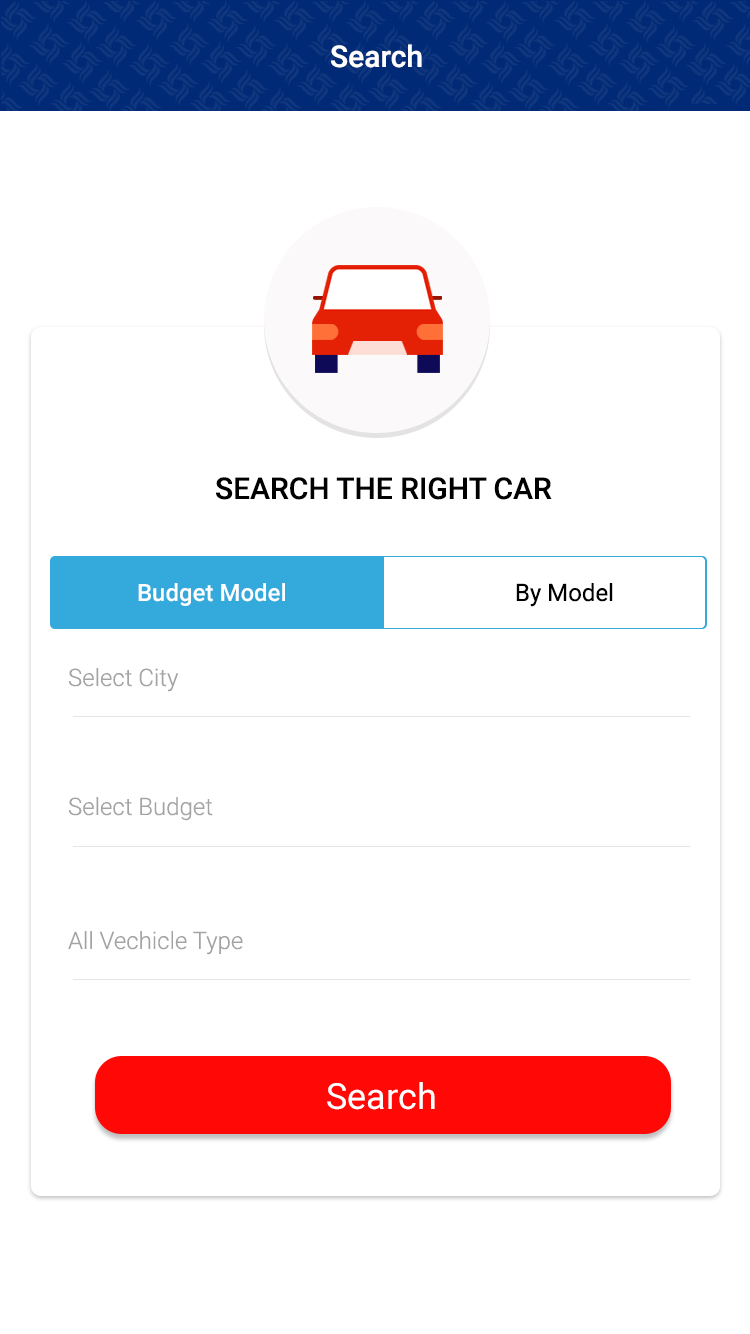 Search
SEARCH THE RIGHT CAR
Budget Model
By Model
Select City
Select Budget
All Vechicle Type
Search